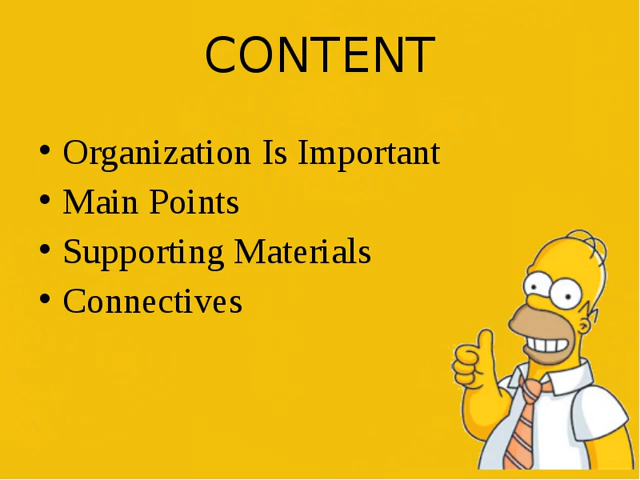 CONTENT
• Organization Is Important
• Main Points
• Supporting Materials
• Connectives